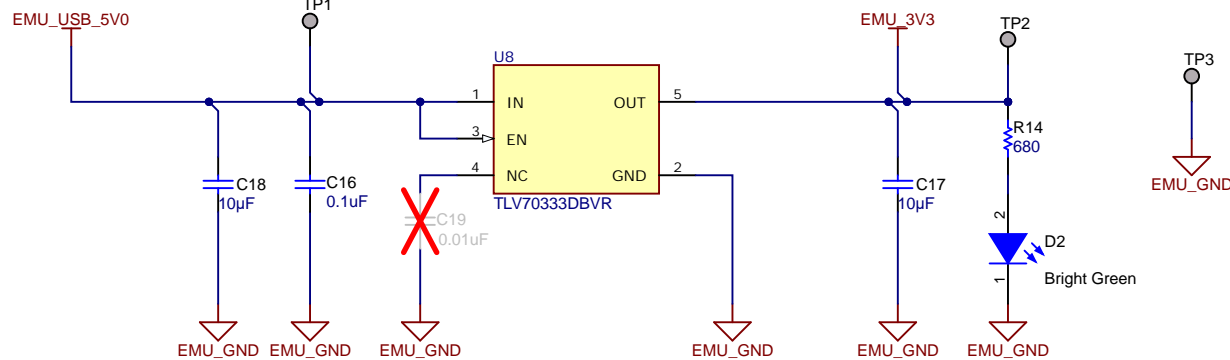 TP1
EMU_USB_5V0
EMU_3V3
TP2
TP3
U8
1
IN
OUT
5
3
EN
4
NC
GND
2
TLV70333DBVR
R14
680
C18
10µF
C16
0.1uF
C19
0.01uF
C17
10µF
2
D2
1
Bright Green
EMU_GND
EMU_GND
EMU_GND
EMU_GND
EMU_GND
EMU_GND
EMU_GND